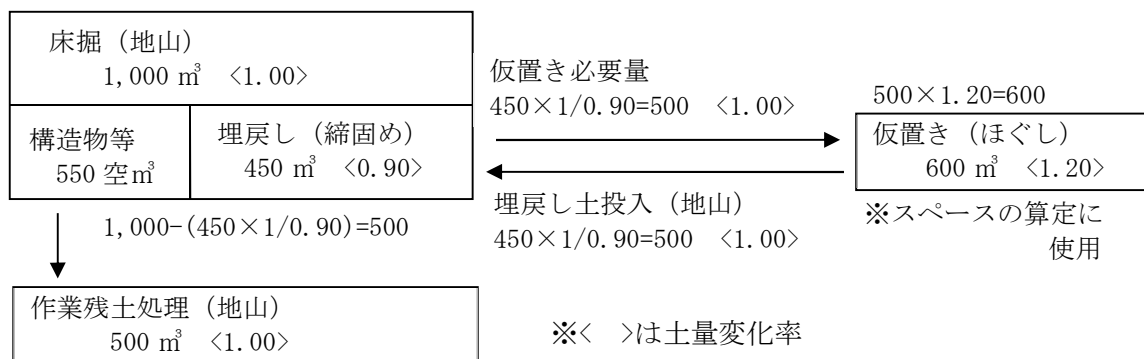 床掘（地山）
1,000 ㎥ <1.00>
構造物等
550 空㎥
埋戻し（締固め）
450 ㎥ <0.90>
仮置き必要量
450×1/0.90=500 <1.00>
500×1.20=600
仮置き（ほぐし）
600 ㎥ <1.20>
埋戻し土投入（地山）
450×1/0.90=500 <1.00>
※スペースの算定に
使用
1,000-(450×1/0.90)=500
作業残土処理（地山）
500 ㎥ <1.00>
※< >は土量変化率